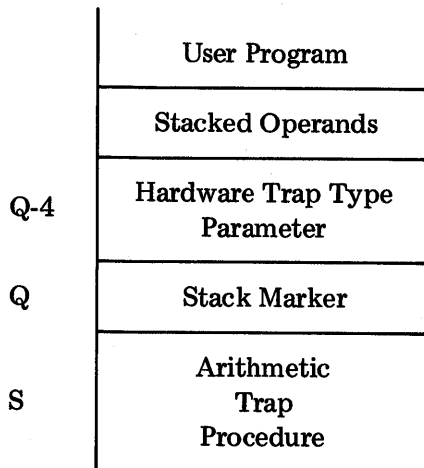 User Program
Stacked Operands
Q-4
Hardware Trap Type
Parameter
Q
Stack Marker
Arithmetic
S
Trap
Procedure